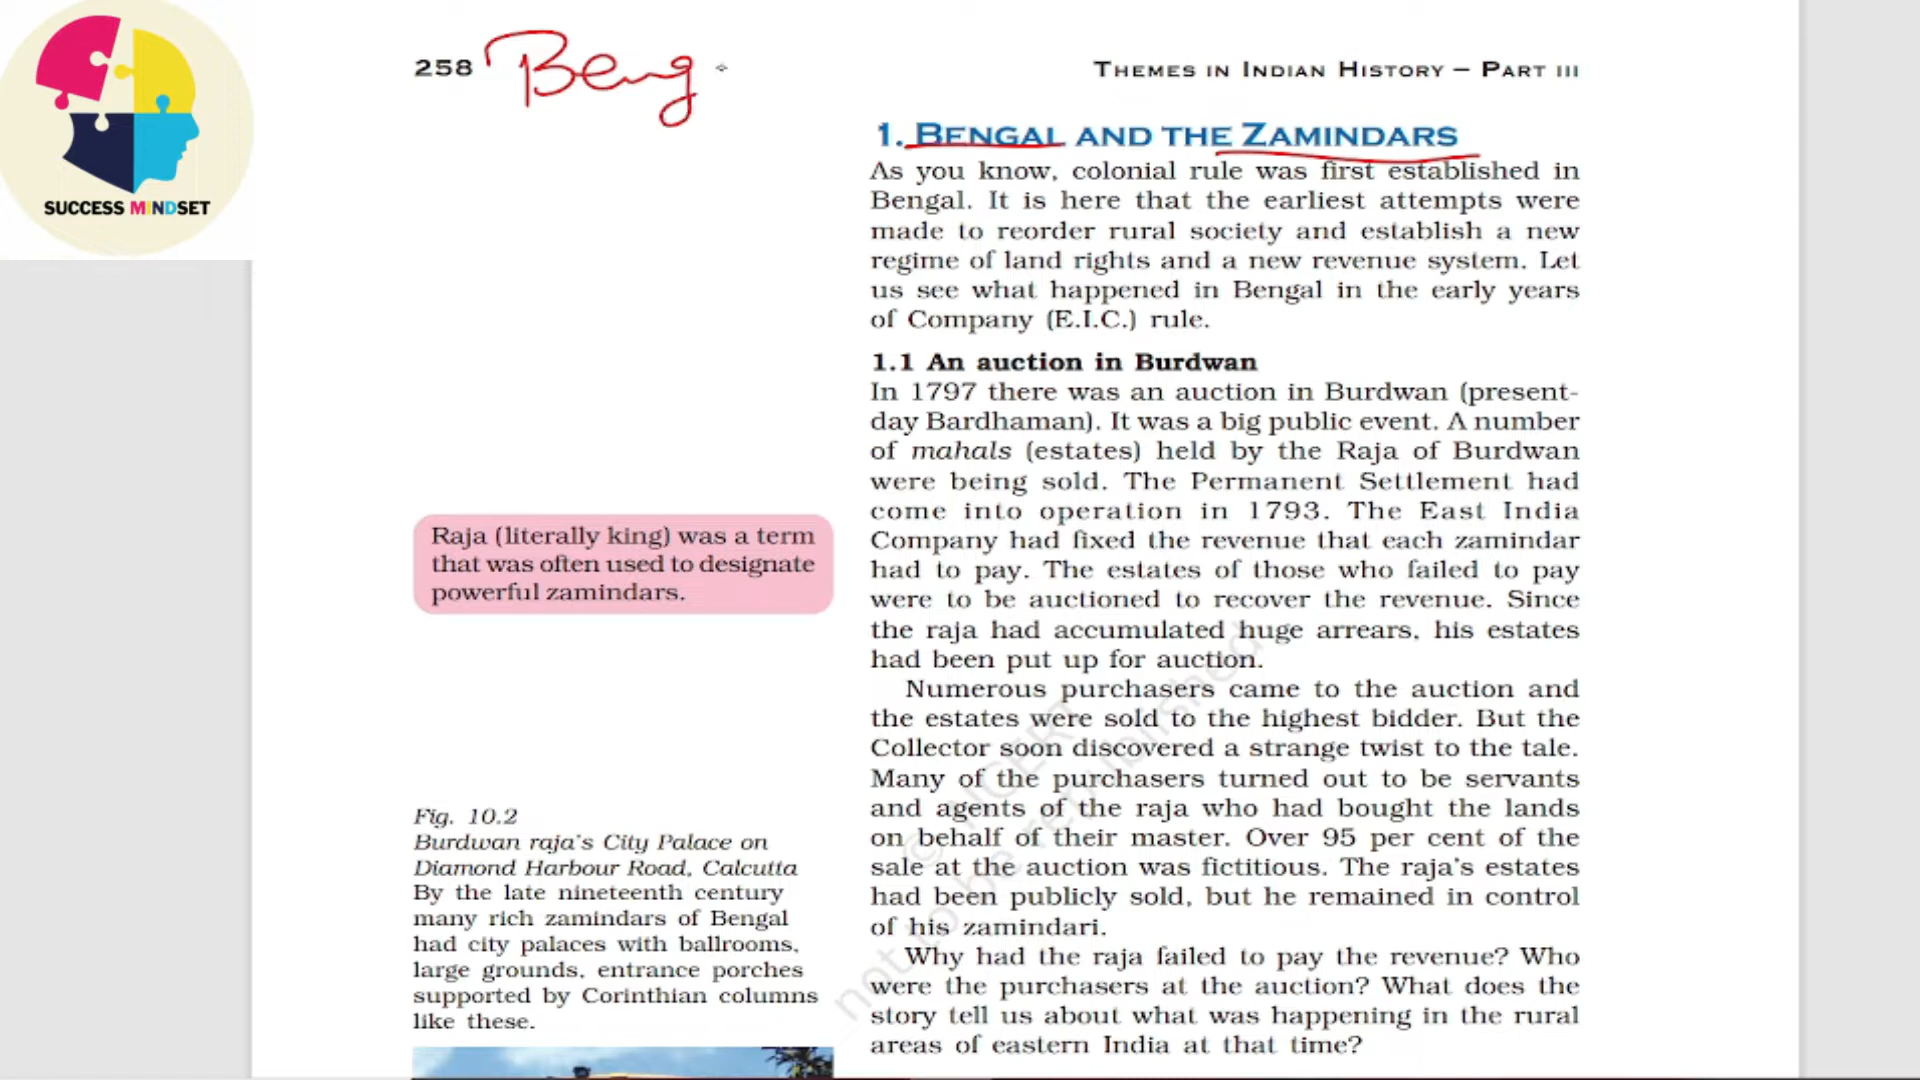 SUCCESS MINDSET
258
Beng
THEMES IN INDIAN HISTORY – PART III
1. BENGAL AND THE ZAMINDARS
As you know, colonial rule was first established in
Bengal. It is here that the earliest attempts were
made to reorder rural society and establish a new
regime of land rights and a new revenue system. Let
us see what happened in Bengal in the early years
of Company (E.I.C.) rule.
1.1 An auction in Burdwan
In 1797 there was an auction in Burdwan (present-
day Bardhaman). It was a big public event. A number
of mahals (estates) held by the Raja of Burdwan
were being sold. The Permanent Settlement had
come into operation in 1793. The East India
Company had fixed the revenue that each zamindar
had to pay. The estates of those who failed to pay
were to be auctioned to recover the revenue. Since
the raja had accumulated huge arrears, his estates
had been put up for auction.
Numerous purchasers came to the auction and
the estates were sold to the highest bidder. But the
Collector soon discovered a strange twist to the tale.
Many of the purchasers turned out to be servants
and agents of the raja who had bought the lands
on behalf of their master. Over 95 per cent of the
sale at the auction was fictitious. The raja's estates
had been publicly sold, but he remained in control
of his zamindari.
Why had the raja failed to pay the revenue? Who
were the purchasers at the auction? What does the
story tell us about what was happening in the rural
areas of eastern India at that time?
Raja (literally king) was a term
that was often used to designate
powerful zamindars.
Fig. 10.2
Burdwan raja's City Palace on
Diamond Harbour Road, Calcutta
By the late nineteenth century
many rich zamindars of Bengal
had city palaces with ballrooms,
large grounds, entrance porches
supported by Corinthian columns
like these.
© NCERT
not to be republished